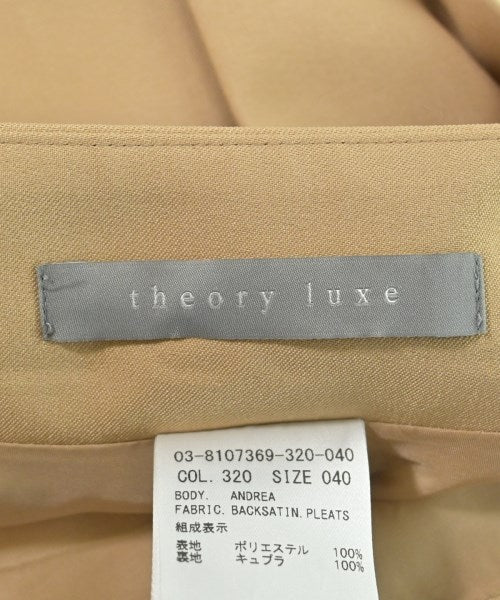 theory luxe
03-8107369-320-040
COL. 320 SIZE 040
BODY. ANDREA
FABRIC. BACKSATIN.PLEATS
組成表示
表地 ポリエステル 100%
裏地 キュプラ 100%